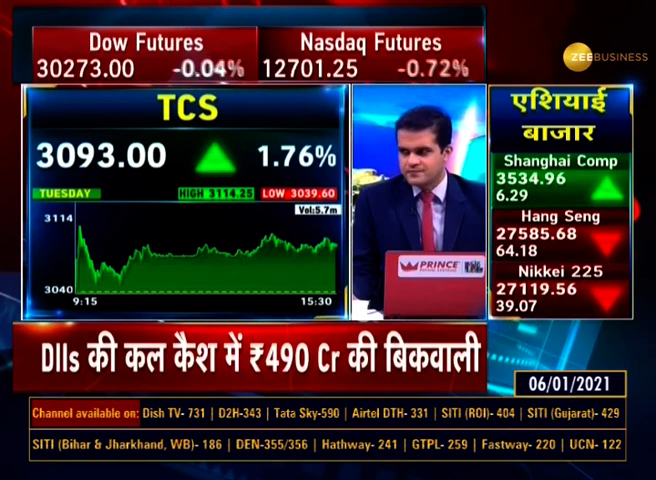 Dow Futures
30273.00 -0.04%
Nasdaq Futures
12701.25 -0.72%
ZEEBUSINESS
TCS
3093.00 1.76%
TUESDAY HIGH 3114.25 LOW 3039.60
Vol:5.7m
3114
3040
9:15 15:30
PRINCE
एशियाई
बाजार
Shanghai Comp
3534.96
6.29
Hang Seng
27585.68
64.18
Nikkei 225
27119.56
39.07
DIIs की कल कैश में ₹490 Cr की बिकवाली
06/01/2021
Channel available on: Dish TV- 731 | D2H-343 | Tata Sky-590 | Airtel DTH- 331 | SITI (ROI)- 404 | SITI (Gujarat)- 429
SITI (Bihar & Jharkhand, WB)- 186 | DEN-355/356 | Hathway- 241 | GTPL- 259 | Fastway- 220 | UCN- 122